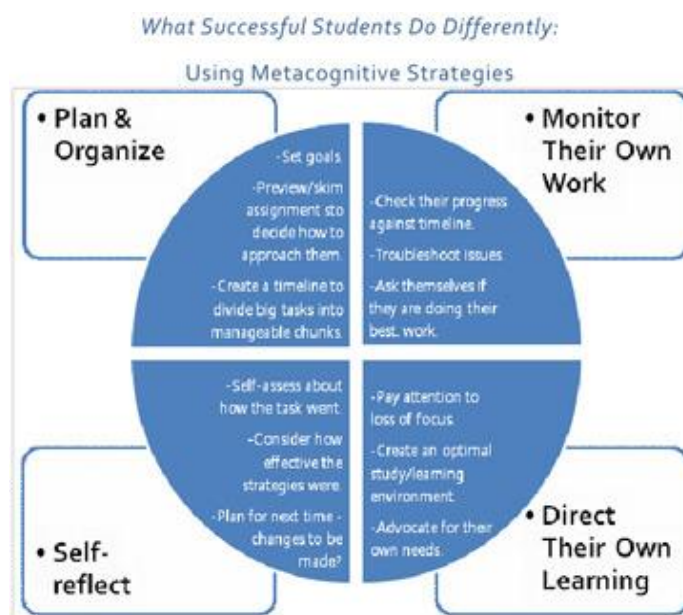 What Successful Students Do Differently:
Using Metacognitive Strategies
• Plan &
Organize
-Set goals.
-Preview/skim
assignment sto
decide how to
approach them.
-Create a timeline to
divide big tasks into
manageable chunks.
• Monitor
Their Own
Work
-Check their progress
against timeline.
-Troubleshoot issues
-Ask themselves if
they are doing their
best. work.
• Self-
reflect
-Self-assess about
how the task went.
-Consider how
effective the
strategies were.
-Plan for next time -
changes to be
made?
• Direct
Their Own
Learning
-Pay attention to
loss of focus.
-Create an optimal
study/learning
environment.
-Advocate for their
own needs.